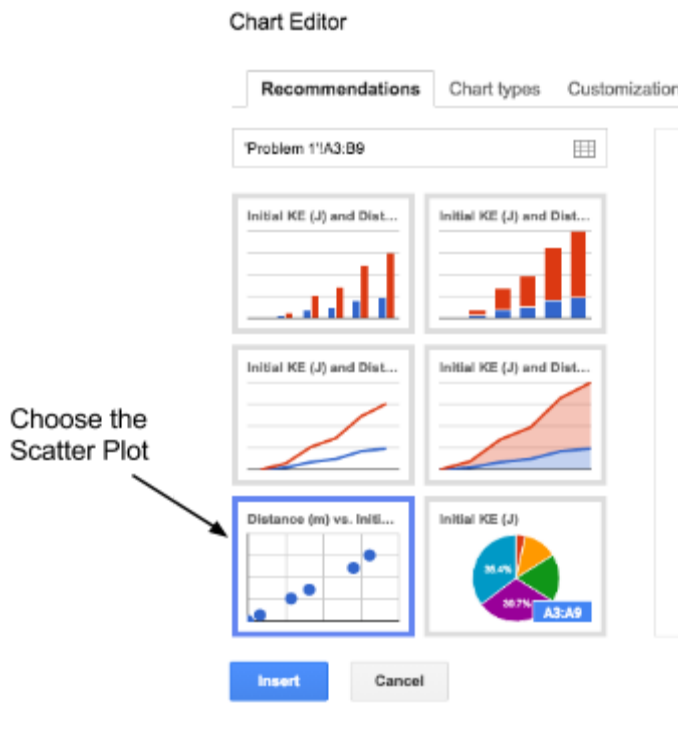 Chart Editor
Recommendations Chart types Customization
'Problem 1'!A3:B9
Initial KE (J) and Dist...
Initial KE (J) and Dist...
Initial KE (J) and Dist...
Initial KE (J) and Dist...
Choose the
Scatter Plot
Distance (m) vs. Initi...
Initial KE (J)
36.4%
36.7%
A3:A9
Insert Cancel